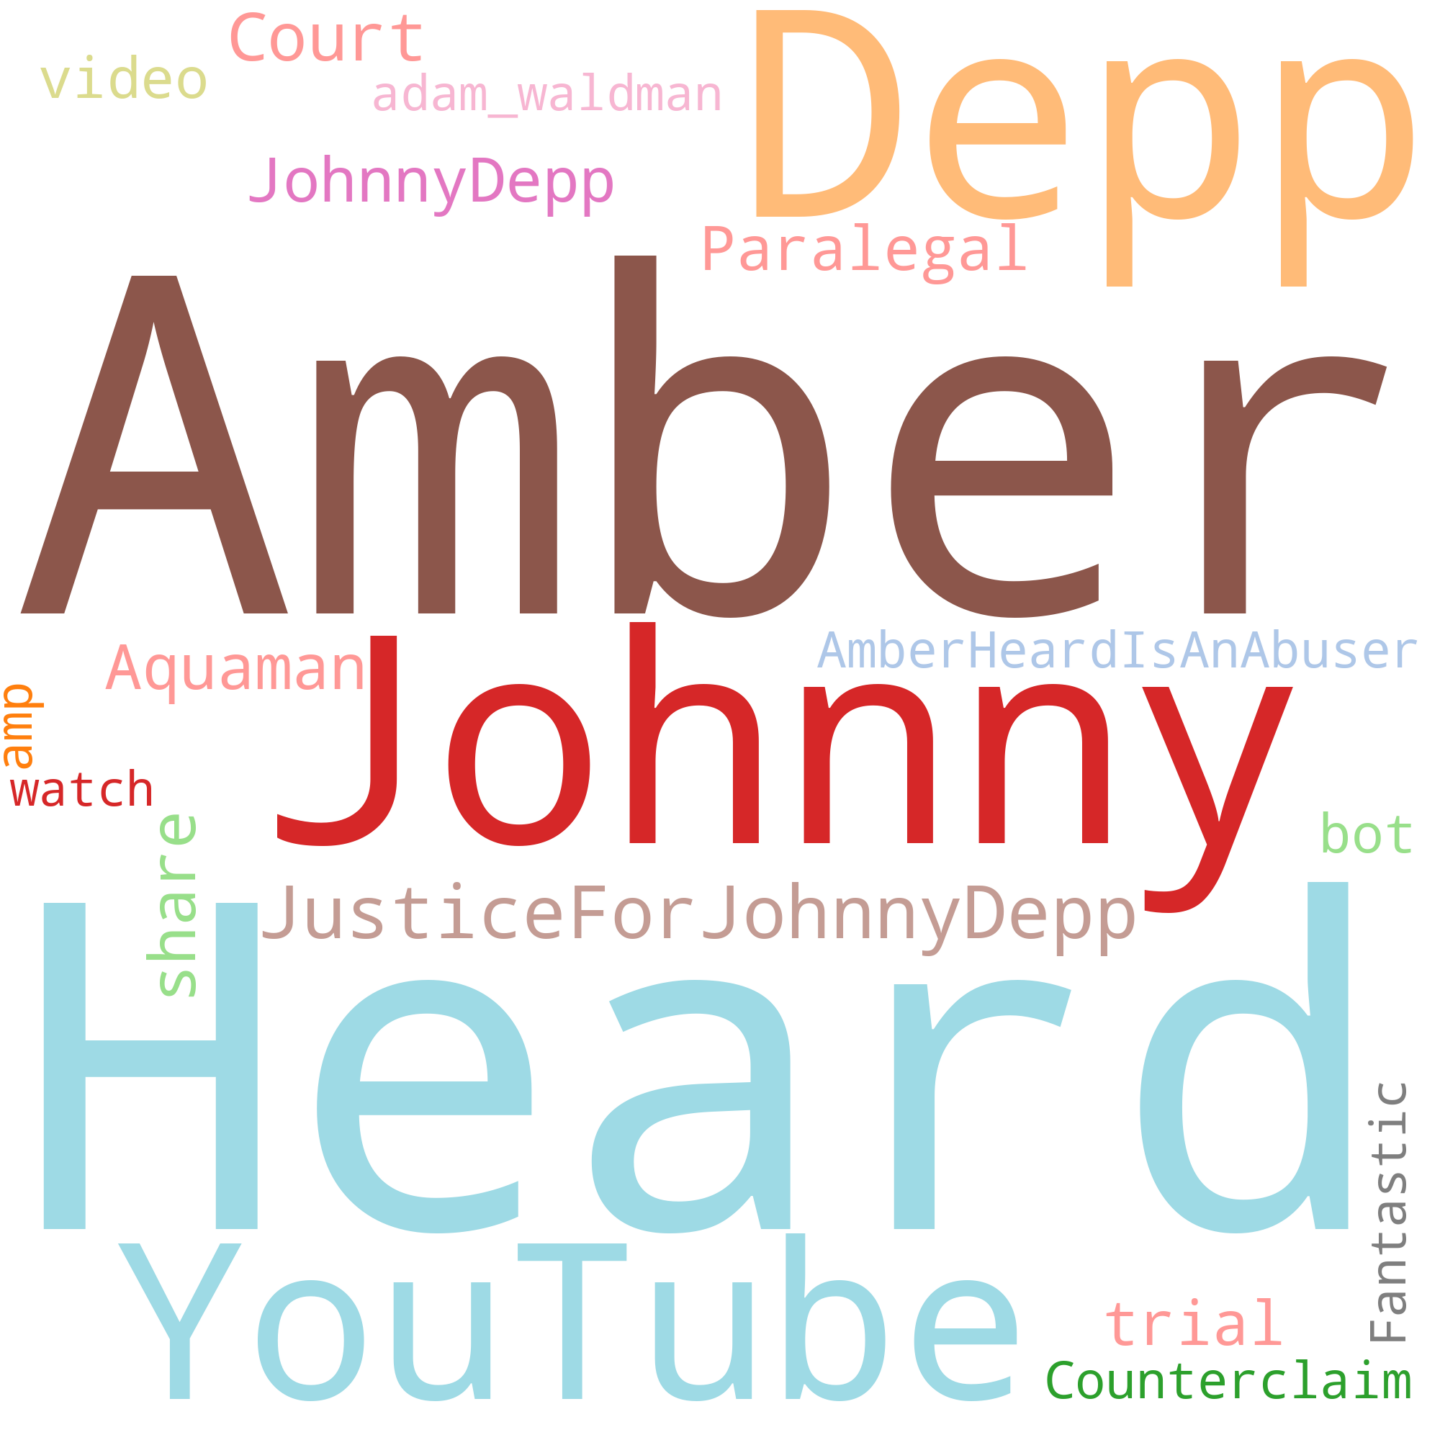 Court
video
adam_waldman
Depp
JohnnyDepp
Paralegal
Amber
Aquaman
AmberHeardIsAnAbuser
Johnny
amp
watch
share
bot
JusticeForJohnnyDepp
Heard
Fantastic
YouTube
trial
Counterclaim